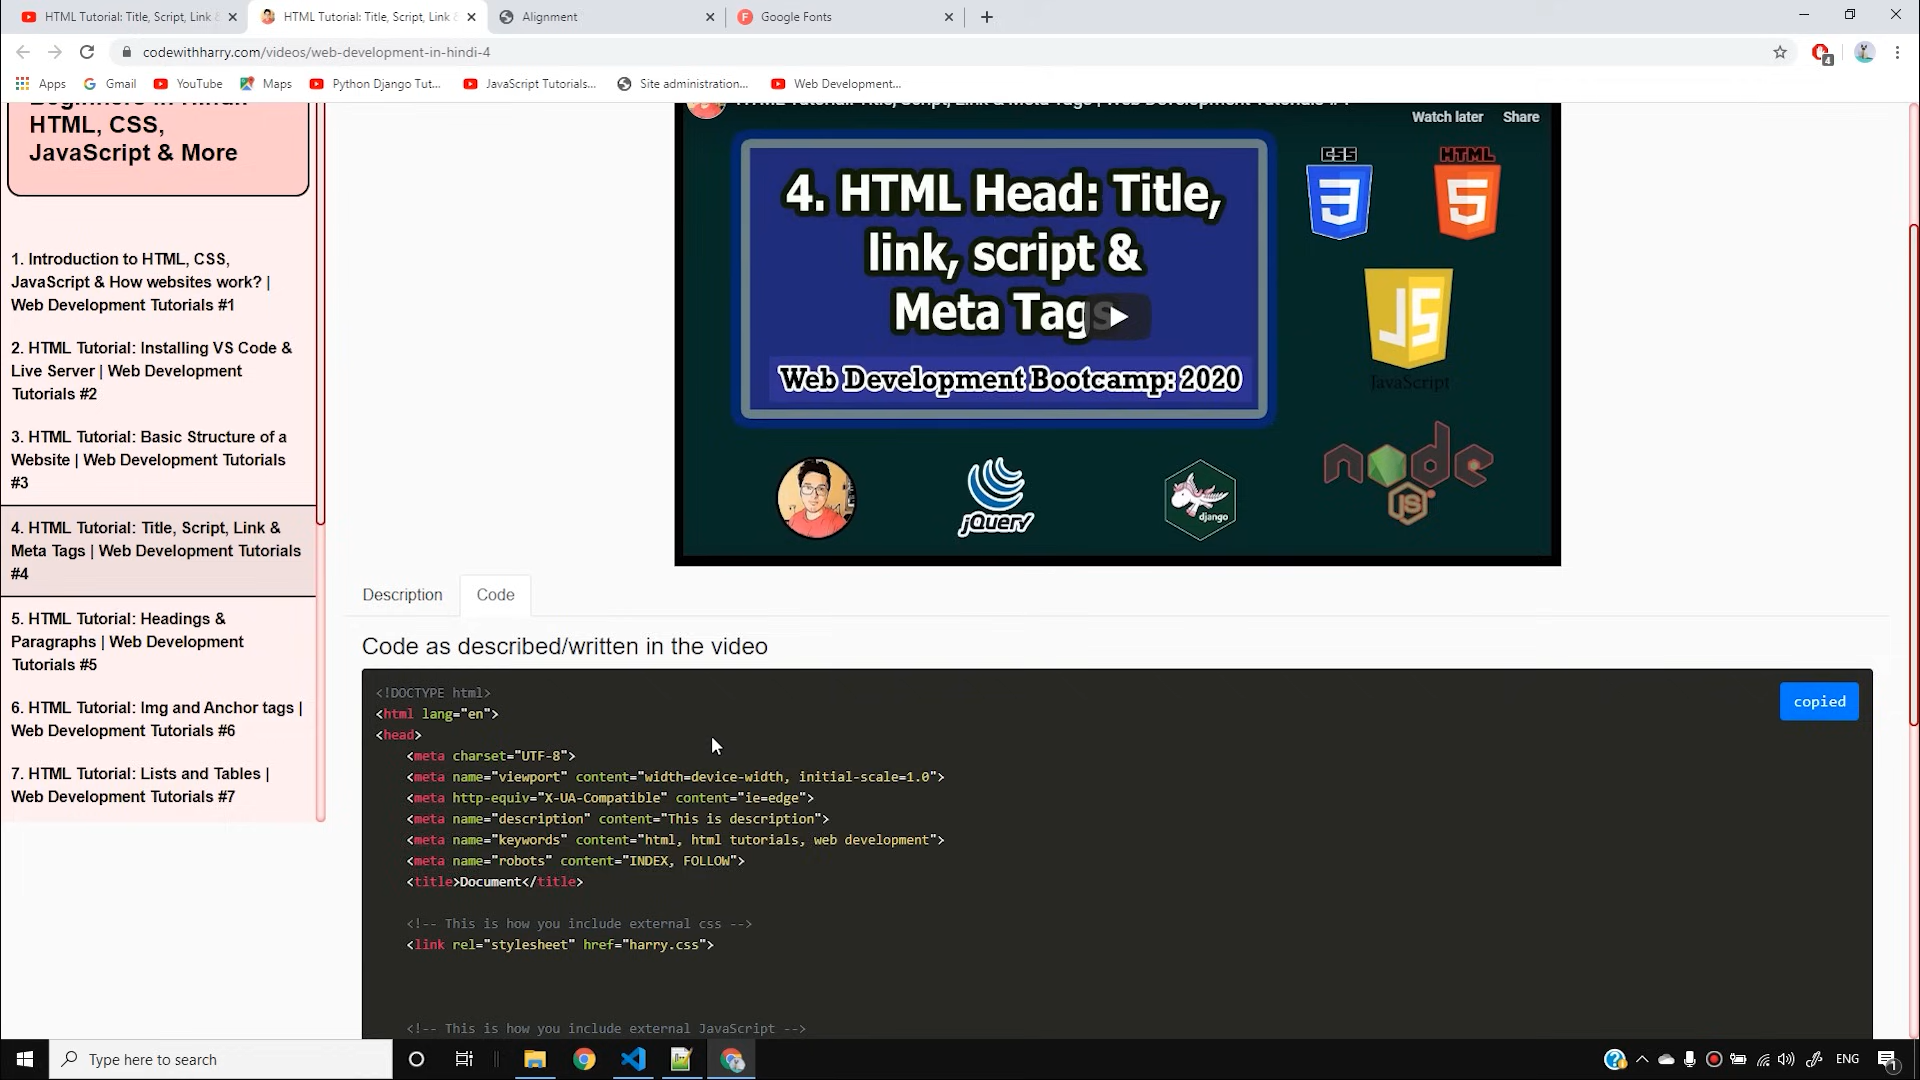 HTML Tutorial: Title, Script, Link &
HTML Tutorial: Title, Script, Link &
Alignment
Google Fonts
codewithharry.com/videos/web-development-in-hindi-4
4
Apps
Gmail
YouTube
Maps
Python Django Tut...
JavaScript Tutorials...
Site administration...
Web Development...
HTML, CSS,
JavaScript & More
1. Introduction to HTML, CSS,
JavaScript & How websites work? |
Web Development Tutorials #1
2. HTML Tutorial: Installing VS Code &
Live Server | Web Development
Tutorials #2
3. HTML Tutorial: Basic Structure of a
Website | Web Development Tutorials
#3
4. HTML Tutorial: Title, Script, Link &
Meta Tags | Web Development Tutorials
#4
5. HTML Tutorial: Headings &
Paragraphs | Web Development
Tutorials #5
6. HTML Tutorial: Img and Anchor tags |
Web Development Tutorials #6
7. HTML Tutorial: Lists and Tables |
Web Development Tutorials #7
Watch later
Share
4. HTML Head: Title,
link, script &
Meta Tags
Web Development Bootcamp: 2020
CSS
3
HTML
5
JS
JavaScript
node
JS
jQuery
django
Description
Code
Code as described/written in the video
copied
<!DOCTYPE html>
<html lang="en">
<head>
<meta charset="UTF-8">
<meta name="viewport" content="width=device-width, initial-scale=1.0">
<meta http-equiv="X-UA-Compatible" content="ie=edge">
<meta name="description" content="This is description">
<meta name="keywords" content="html, html tutorials, web development">
<meta name="robots" content="INDEX, FOLLOW">
<title>Document</title>
<!-- This is how you include external css -->
<link rel="stylesheet" href="harry.css">
<!-- This is how you include external JavaScript -->
Type here to search
ENG
1